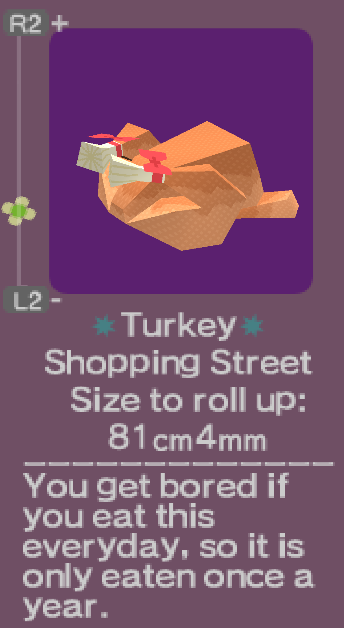 R2 +
L2 -
Turkey
Shopping Street
Size to roll up:
81cm4mm
You get bored if
you eat this
everyday, so it is
only eaten once a
year.